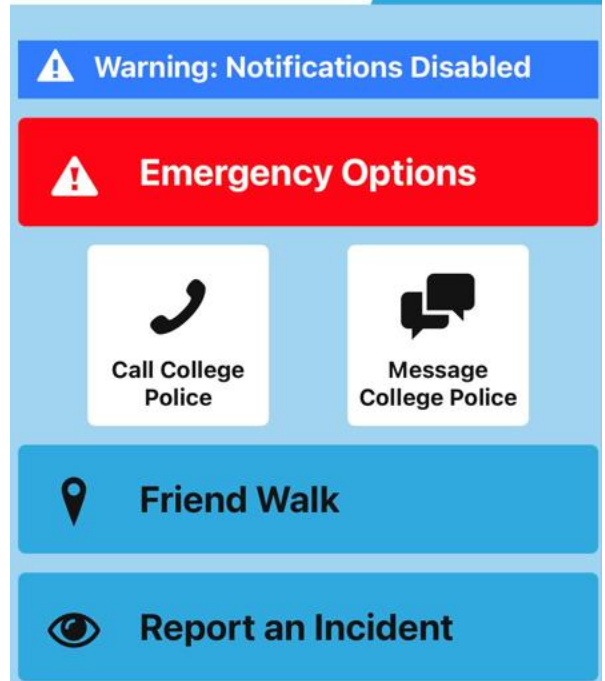 Warning: Notifications Disabled
Emergency Options
Call College
Police
Message
College Police
Friend Walk
Report an Incident